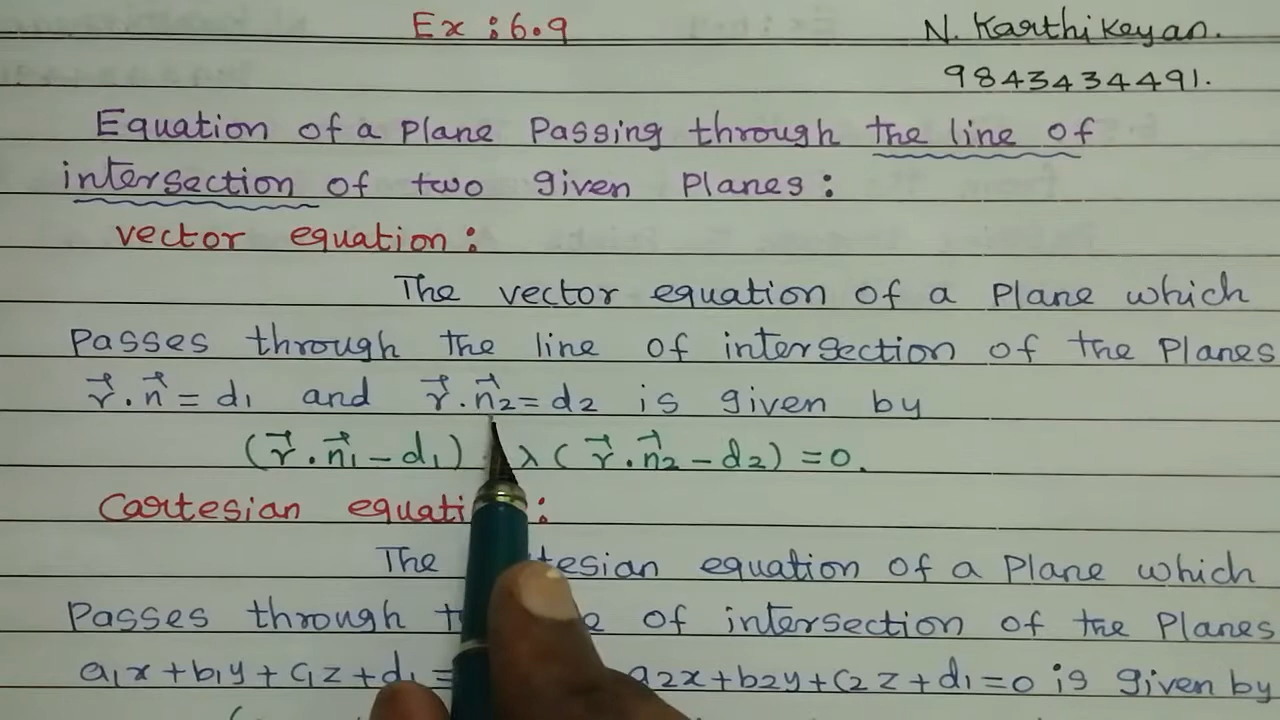 Ex : 6.9
N. Karthikeyan.
9843434491.
Equation of a plane passing through the line of
intersection of two given planes :
vector equation :
The vector equation of a plane which
passes through the line of intersection of the planes
r⃗.n⃗ = d₁ and r⃗.n⃗₂ = d₂ is given by
(r⃗.n⃗₁ – d₁) λ(r⃗.n⃗₂ – d₂) = 0.
Cartesian equati :
The tesian equation of a plane which
passes through of intersection of the planes
a₁x + b₁y + c₁z + d₁ = a₂x + b₂y + c₂z + d₁ = 0 is given by